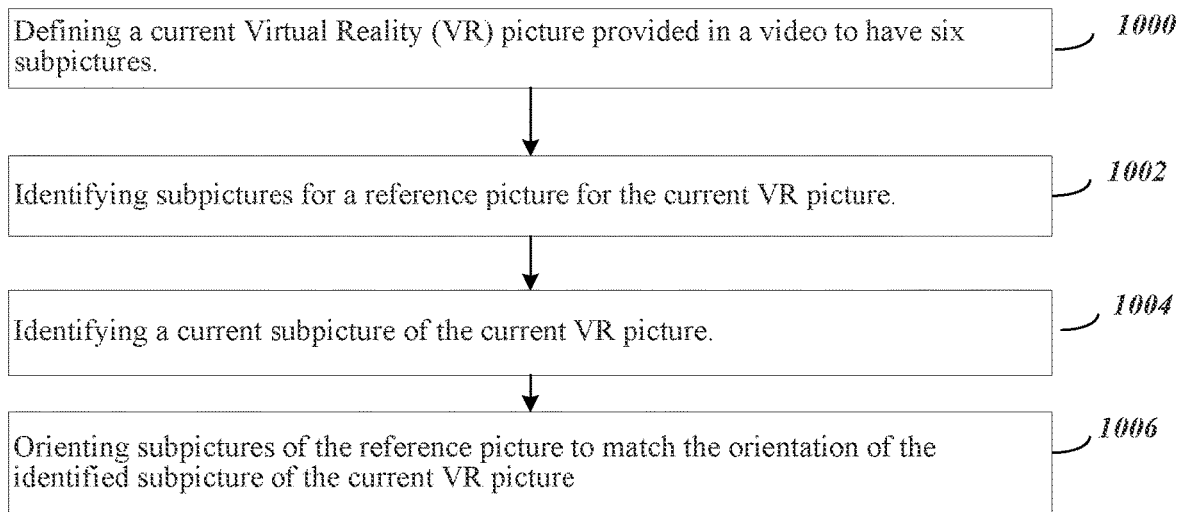 Defining a current Virtual Reality (VR) picture provided in a video to have six
subpictures.
1000
Identifying subpictures for a reference picture for the current VR picture.
1002
Identifying a current subpicture of the current VR picture.
1004
Orienting subpictures of the reference picture to match the orientation of the
identified subpicture of the current VR picture
1006